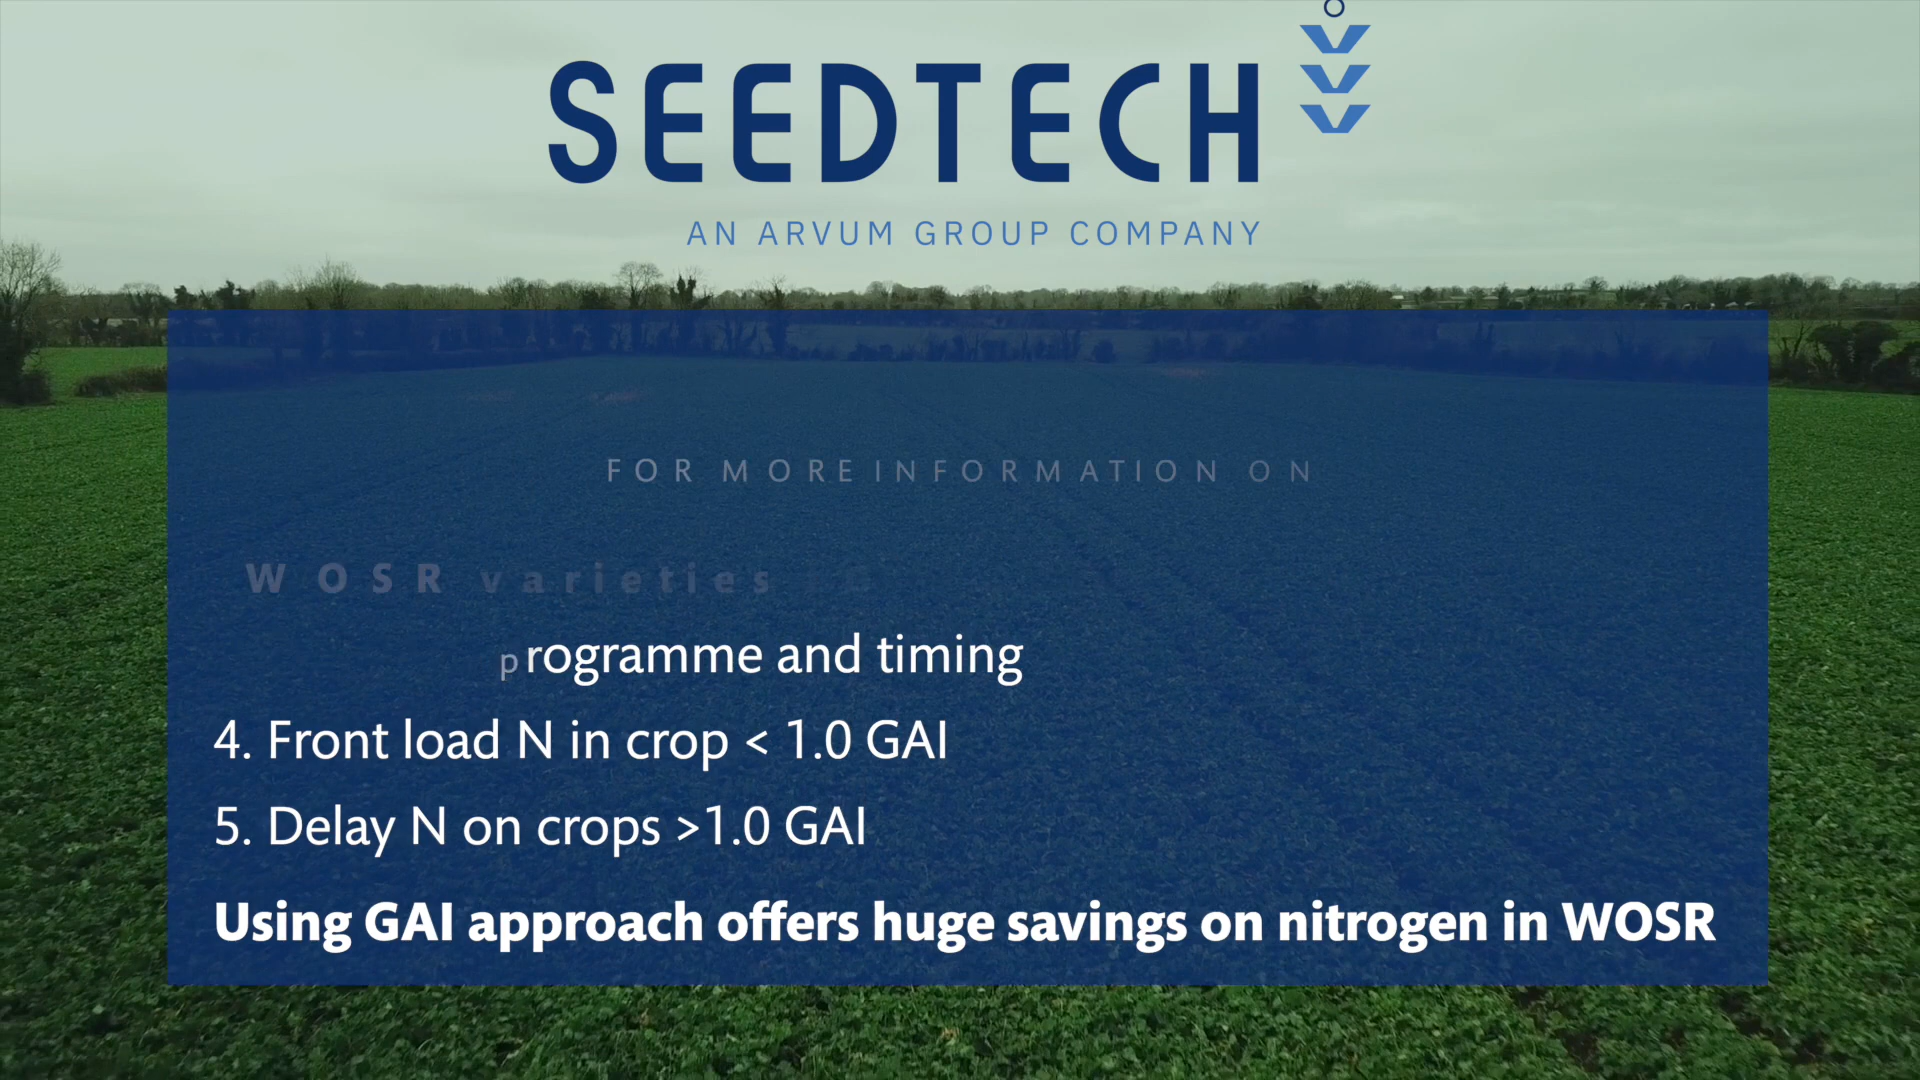 SEEDTECH
AN ARVUM GROUP COMPANY
FOR MORE INFORMATION ON
WOSR varieties
programme and timing
4. Front load N in crop < 1.0 GAI
5. Delay N on crops >1.0 GAI
Using GAI approach offers huge savings on nitrogen in WOSR